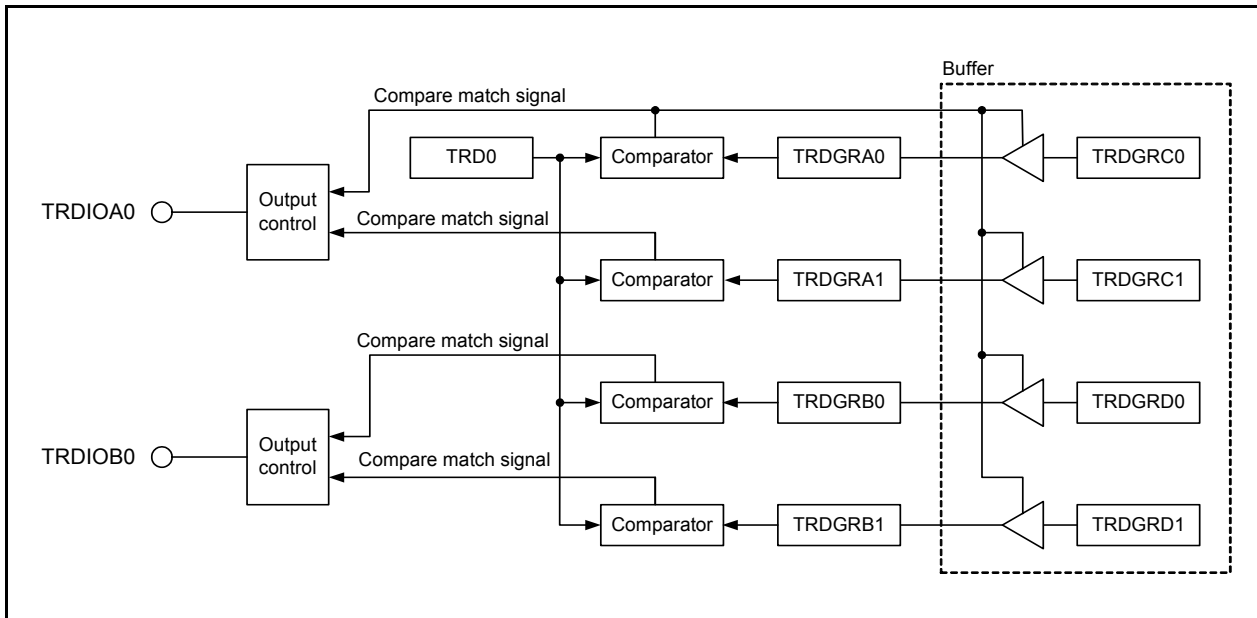 Buffer
Compare match signal
TRD0
Comparator
TRDGRA0
TRDGRC0
TRDIOA0
Output
control
Compare match signal
Comparator
TRDGRA1
TRDGRC1
Compare match signal
Comparator
TRDGRB0
TRDGRD0
TRDIOB0
Output
control
Compare match signal
Comparator
TRDGRB1
TRDGRD1